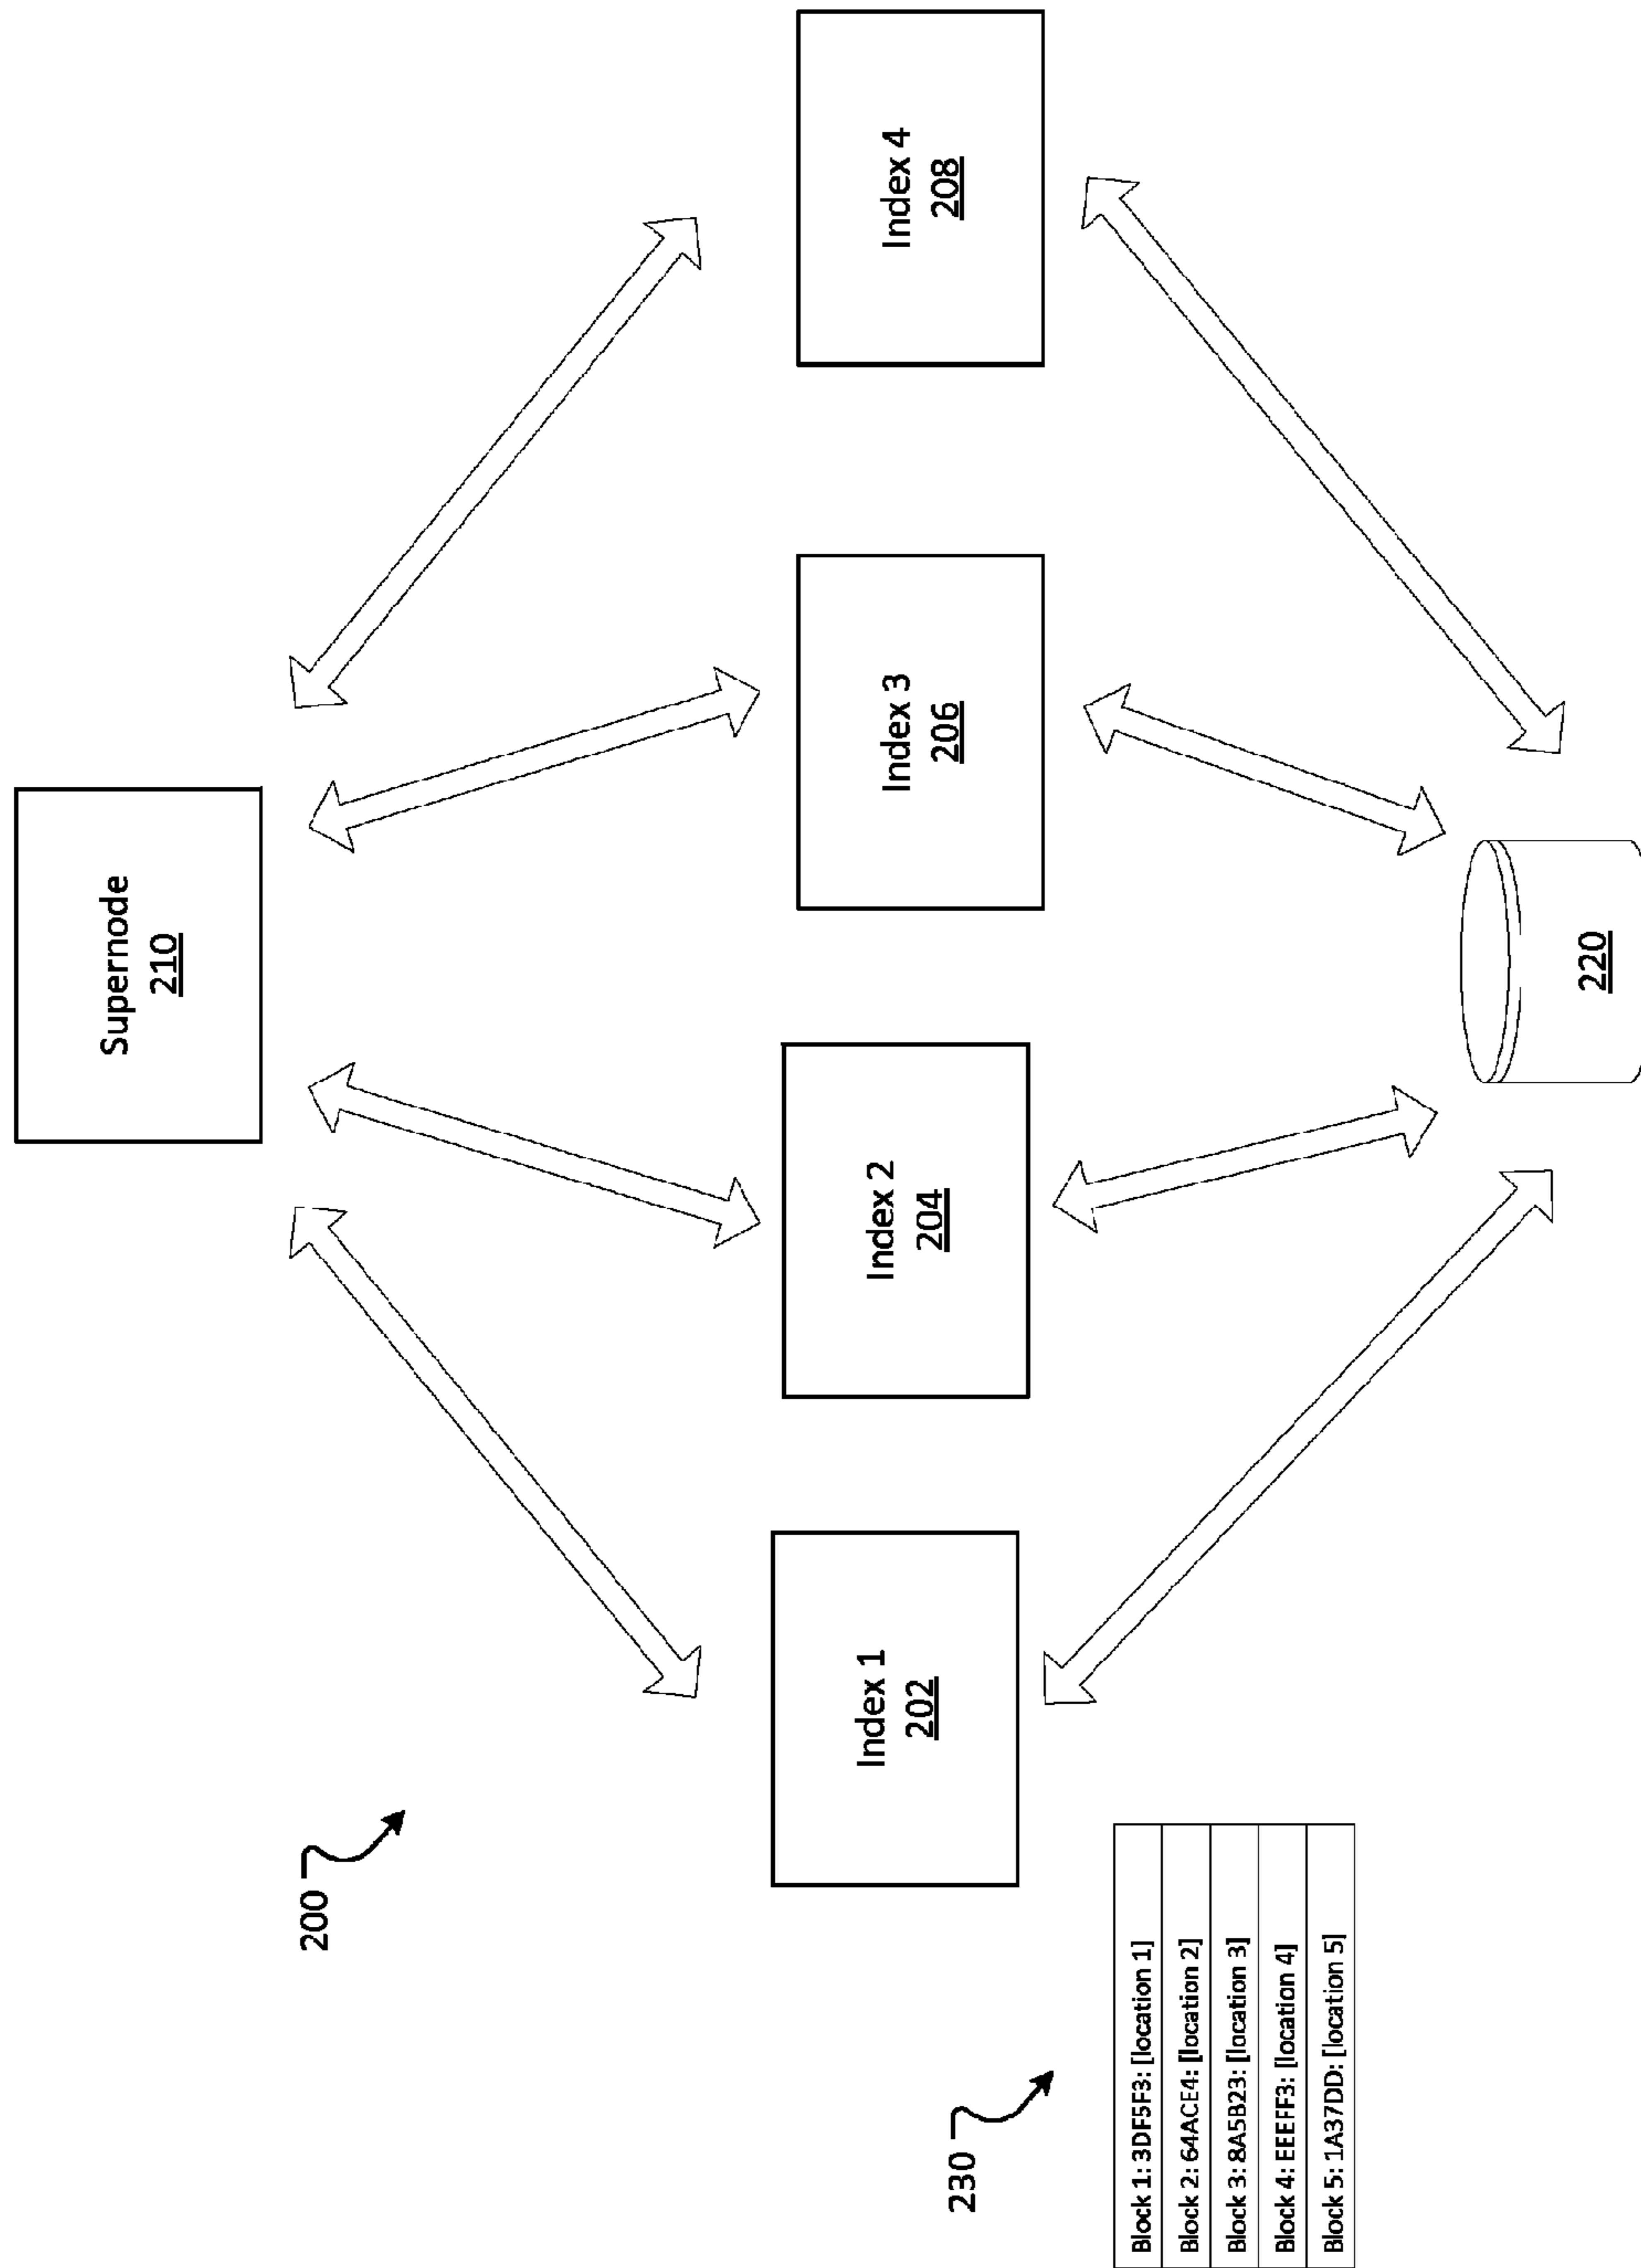 Supernode
210
200
Index 1
202
Index 2
204
Index 3
206
Index 4
208
230
Block 1: 3DF5F3: [location 1]
Block 2: 64ACE4: [location 2]
Block 3: 8A5B23: [location 3]
Block 4: EEEFF3: [location 4]
Block 5: 1A37DD: [location 5]
220